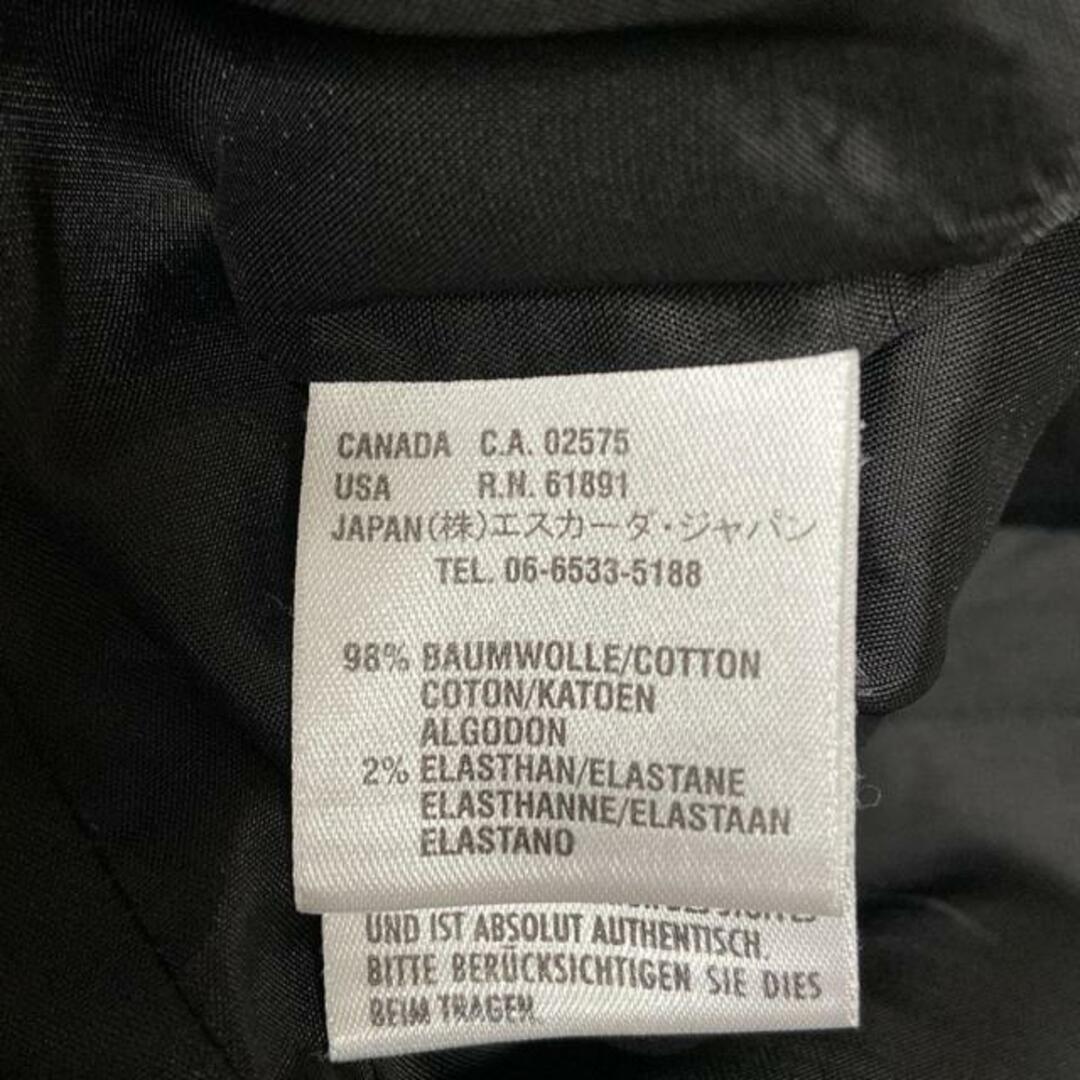 CANADA C.A. 02575
USA R.N. 61891
JAPAN(株)エスカーダ・ジャパン
TEL. 06-6533-5188
98% BAUMWOLLE/COTTON
COTON/KATOEN
ALGODON
2% ELASTHAN/ELASTANE
ELASTHANNE/ELASTAAN
ELASTANO
UND IST ABSOLUT AUTHENTISCH
BITTE BERÜCKSICHTIGEN SIE DIES
BEIM TRAGEN.